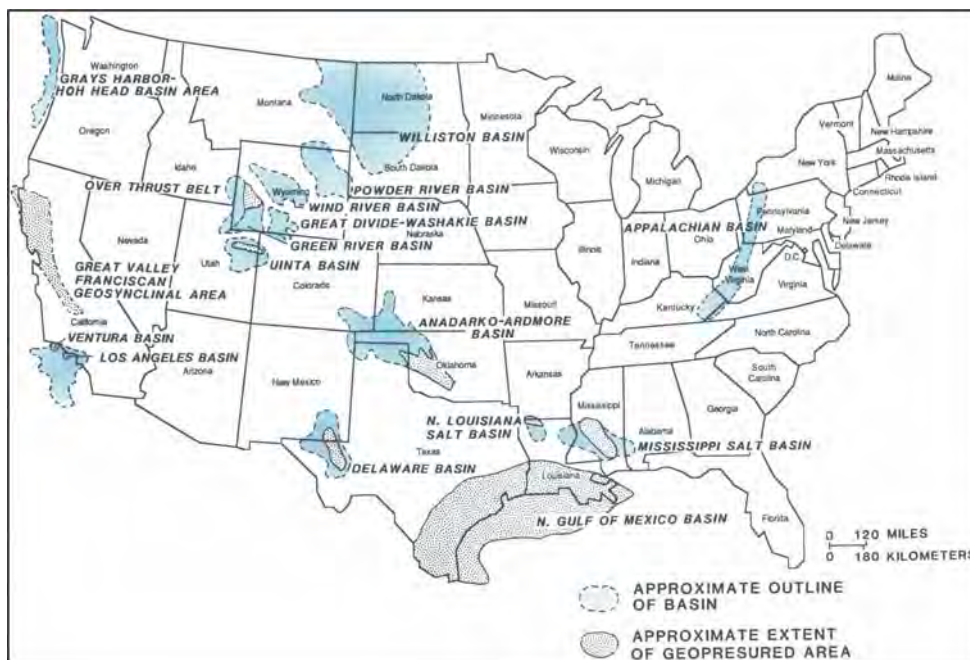 Washington
GRAYS HARBOR-
HOH HEAD BASIN AREA
Oregon
Montana
Idaho
North Dakota
Minnesota
WILLISTON BASIN
South Dakota
Wisconsin
Michigan
Maine
Vermont
New Hampshire
Massachusetts
New York
Rhode Island
Connecticut
OVER THRUST BELT
Wyoming
POWDER RIVER BASIN
WIND RIVER BASIN
GREAT DIVIDE-WASHAKIE BASIN
Nebraska
GREEN RIVER BASIN
UINTA BASIN
Nevada
Utah
Colorado
GREAT VALLEY
FRANCISCAN
GEOSYNCLINAL AREA
California
VENTURA BASIN
LOS ANGELES BASIN
APPALACHIAN BASIN
Pennsylvania
New Jersey
Maryland
Delaware
D.C.
Ohio
Illinois
Indiana
West
Virginia
Virginia
Kentucky
Kansas
Missouri
ANADARKO-ARDMORE
BASIN
Oklahoma
Tennessee
North Carolina
South
Carolina
Arizona
New Mexico
Arkansas
Mississippi
Alabama
Georgia
N. LOUISIANA
SALT BASIN
MISSISSIPPI SALT BASIN
Texas
DELAWARE BASIN
Louisiana
N. GULF OF MEXICO BASIN
Florida
0 120 MILES
0 180 KILOMETERS
APPROXIMATE OUTLINE
OF BASIN
APPROXIMATE EXTENT
OF GEOPRESURED AREA